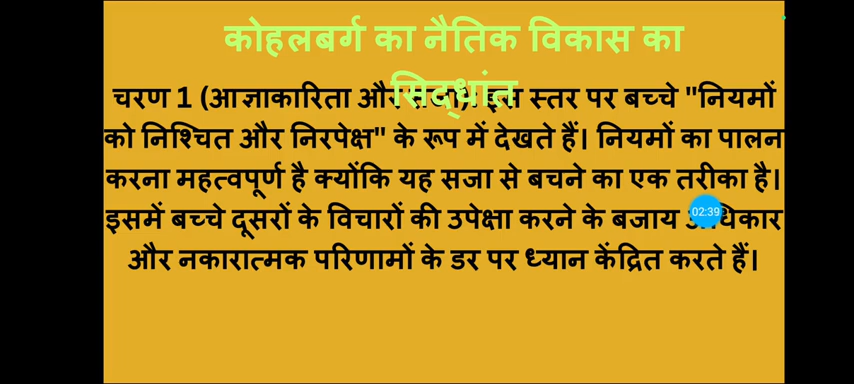 कोहलबर्ग का नैतिक विकास का
सिद्धांत
चरण 1 (आज्ञाकारिता और सजा): इस स्तर पर बच्चे "नियमों
को निश्चित और निरपेक्ष" के रूप में देखते हैं। नियमों का पालन
करना महत्वपूर्ण है क्योंकि यह सजा से बचने का एक तरीका है।
इसमें बच्चे दूसरों के विचारों की उपेक्षा करने के बजाय अधिकार
और नकारात्मक परिणामों के डर पर ध्यान केंद्रित करते हैं।
02:39